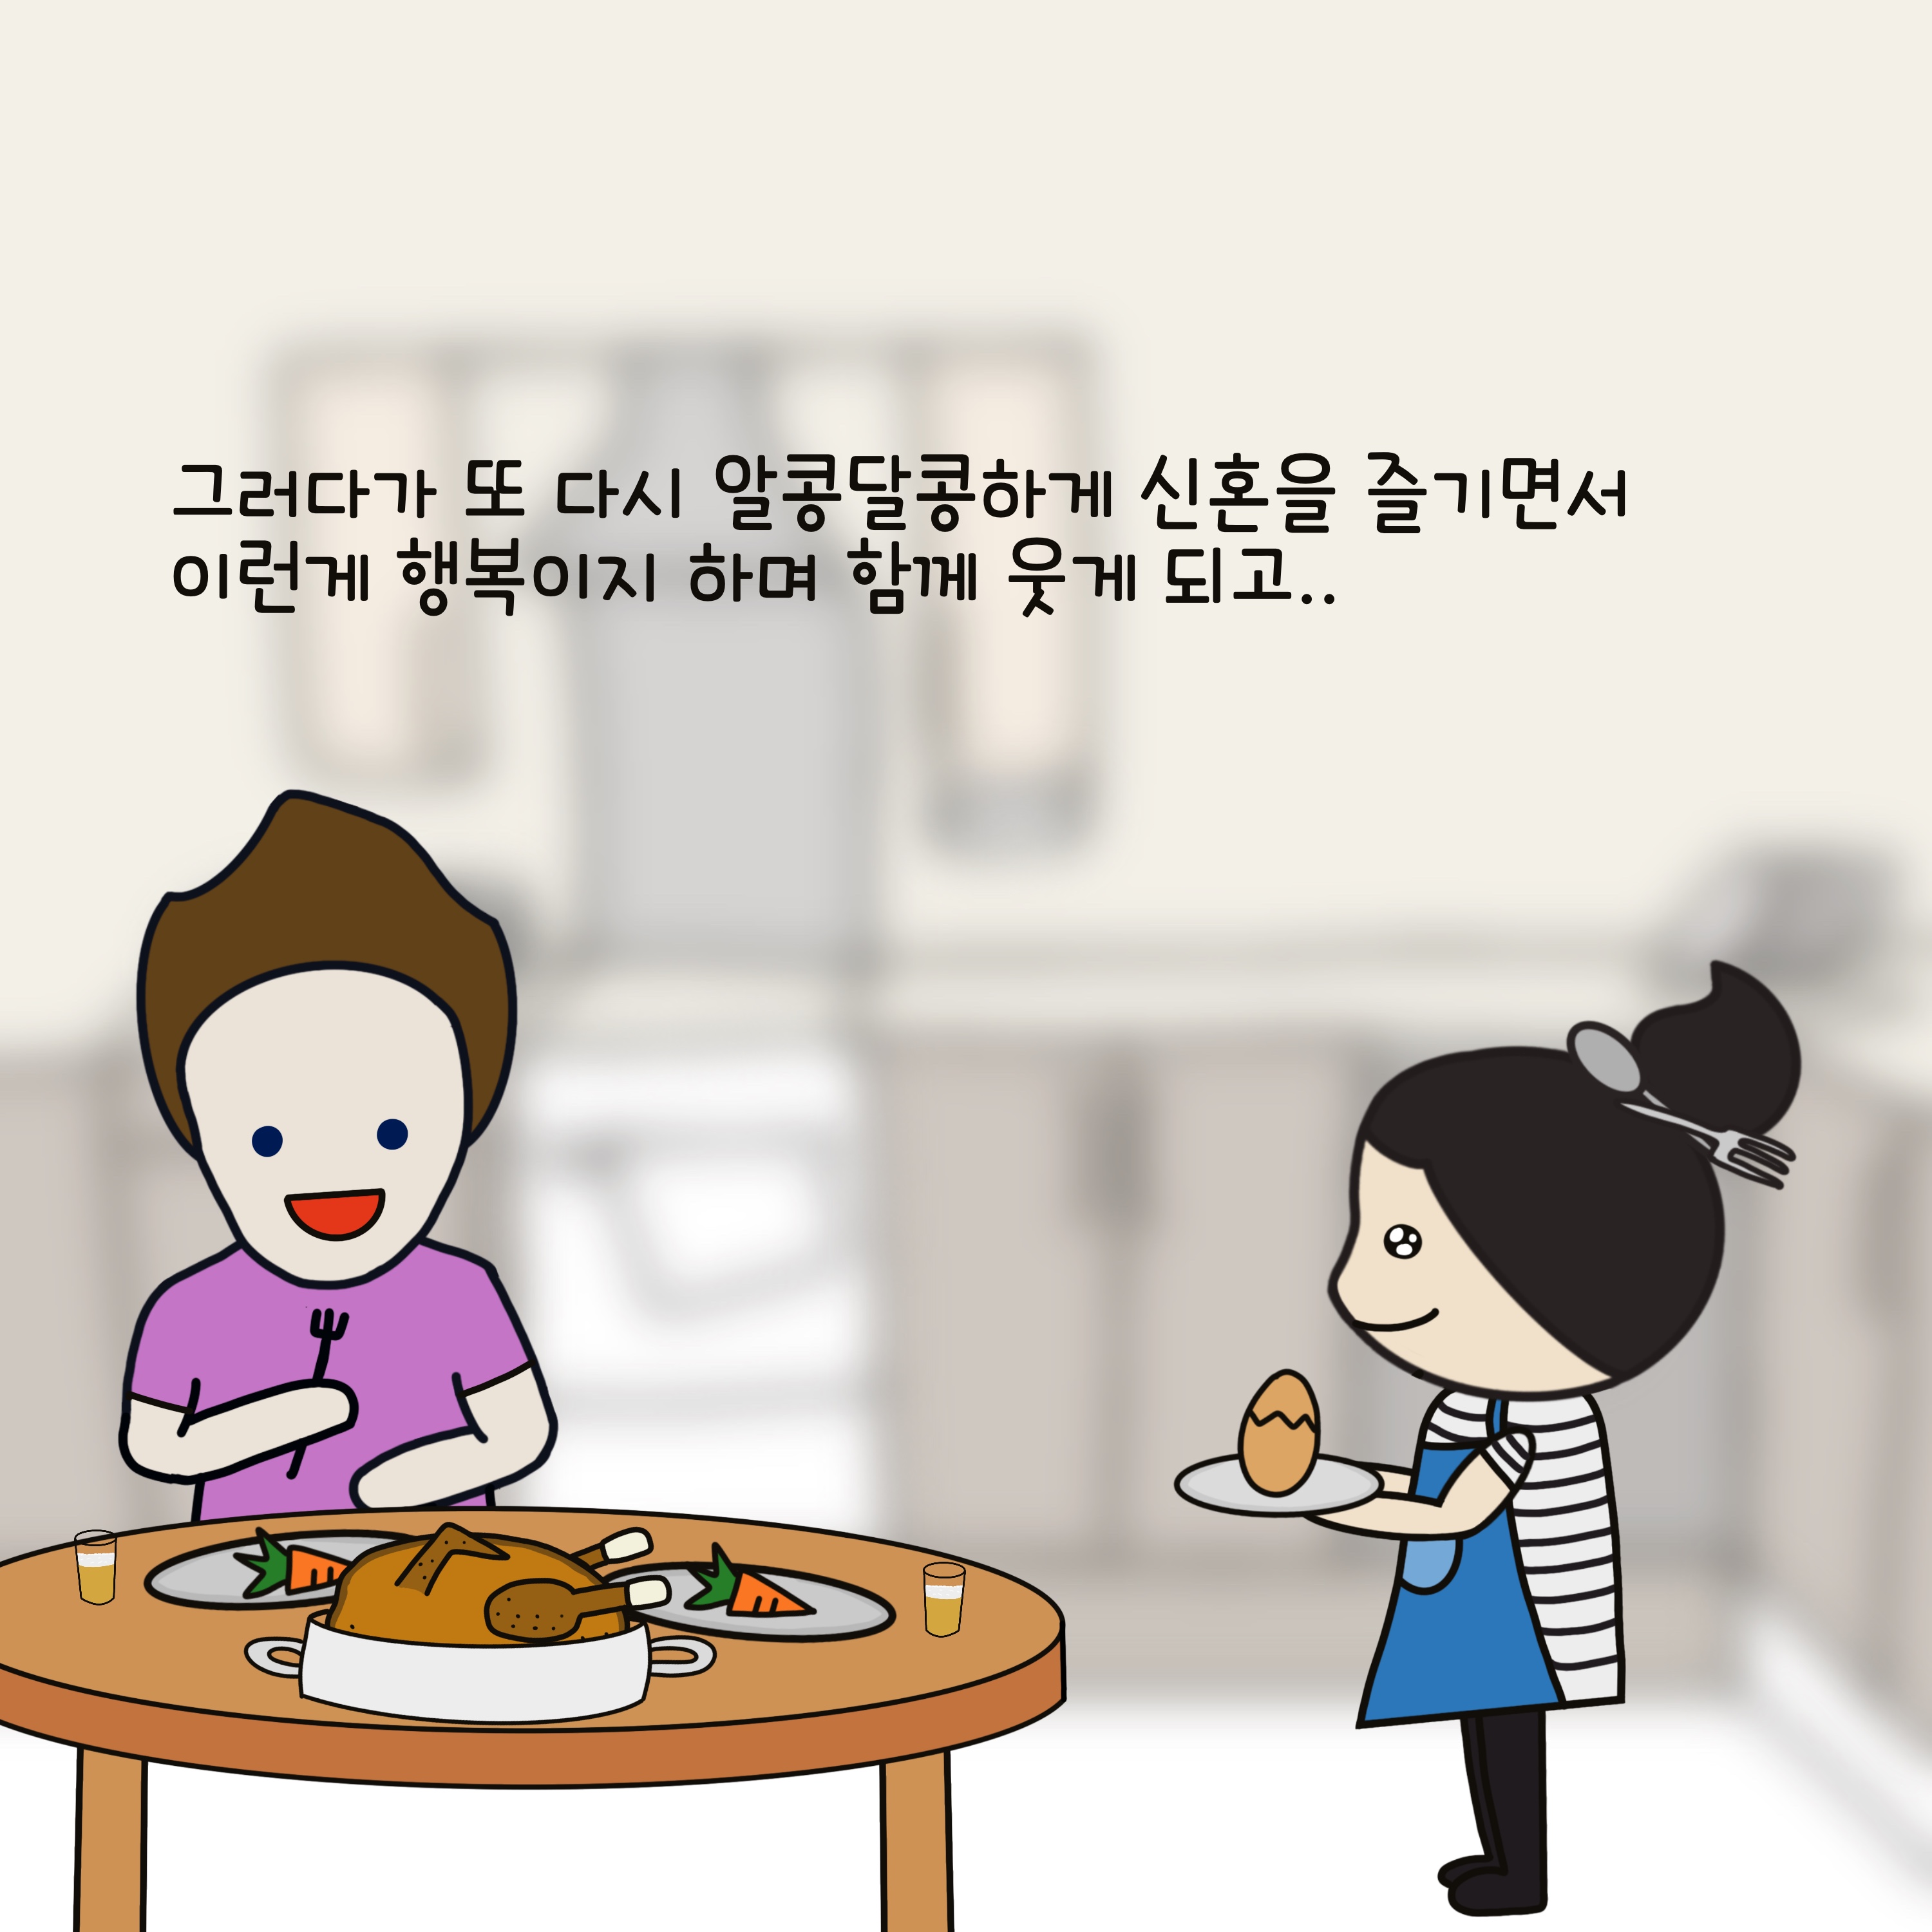 그러다가 또 다시 알콩달콩하게 신혼을 즐기면서
이런게 행복이지 하며 함께 웃게 되고..